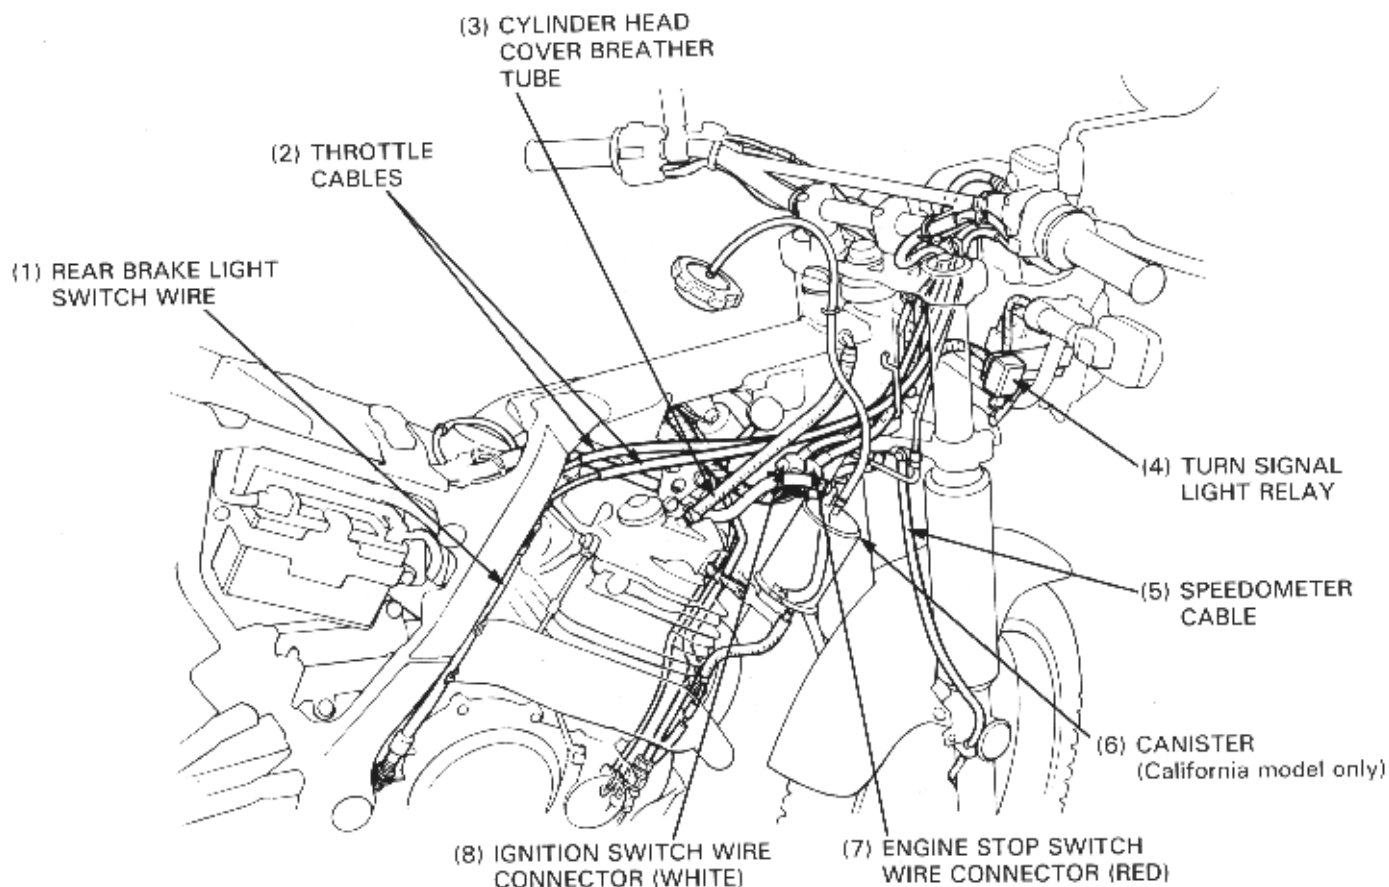 (3) CYLINDER HEAD
COVER BREATHER
TUBE
(2) THROTTLE
CABLES
(1) REAR BRAKE LIGHT
SWITCH WIRE
(4) TURN SIGNAL
LIGHT RELAY
(5) SPEEDOMETER
CABLE
(6) CANISTER
(California model only)
(7) ENGINE STOP SWITCH
WIRE CONNECTOR (RED)
(8) IGNITION SWITCH WIRE
CONNECTOR (WHITE)